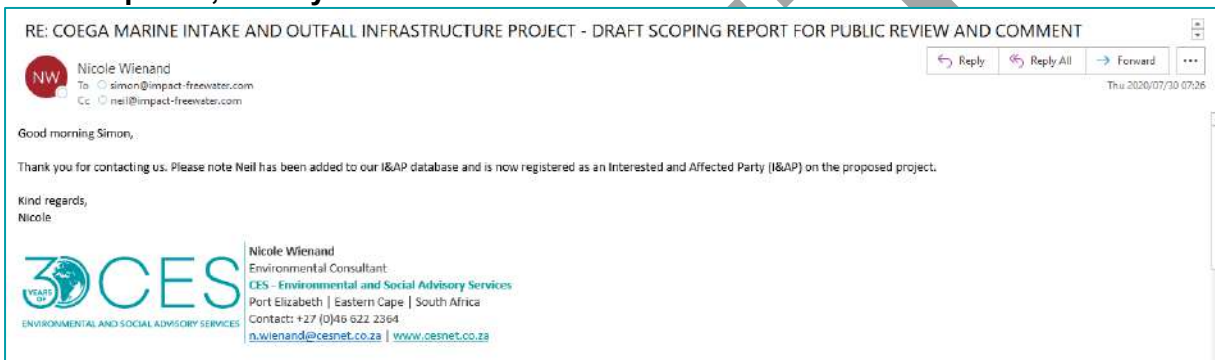 RE: COEGA MARINE INTAKE AND OUTFALL INFRASTRUCTURE PROJECT - DRAFT SCOPING REPORT FOR PUBLIC REVIEW AND COMMENT
NW
Nicole Wienand
To simon@impact-freewater.com
Cc neil@impact-freewater.com
Reply
Reply All
Forward
Thu 2020/07/30 07:26
Good morning Simon,
Thank you for contacting us. Please note Neil has been added to our I&AP database and is now registered as an Interested and Affected Party (I&AP) on the proposed project.
Kind regards,
Nicole
30 YEARS OF CES
ENVIRONMENTAL AND SOCIAL ADVISORY SERVICES
Nicole Wienand
Environmental Consultant
CES - Environmental and Social Advisory Services
Port Elizabeth | Eastern Cape | South Africa
Contact: +27 (0)46 622 2364
n.wienand@cesnet.co.za | www.cesnet.co.za